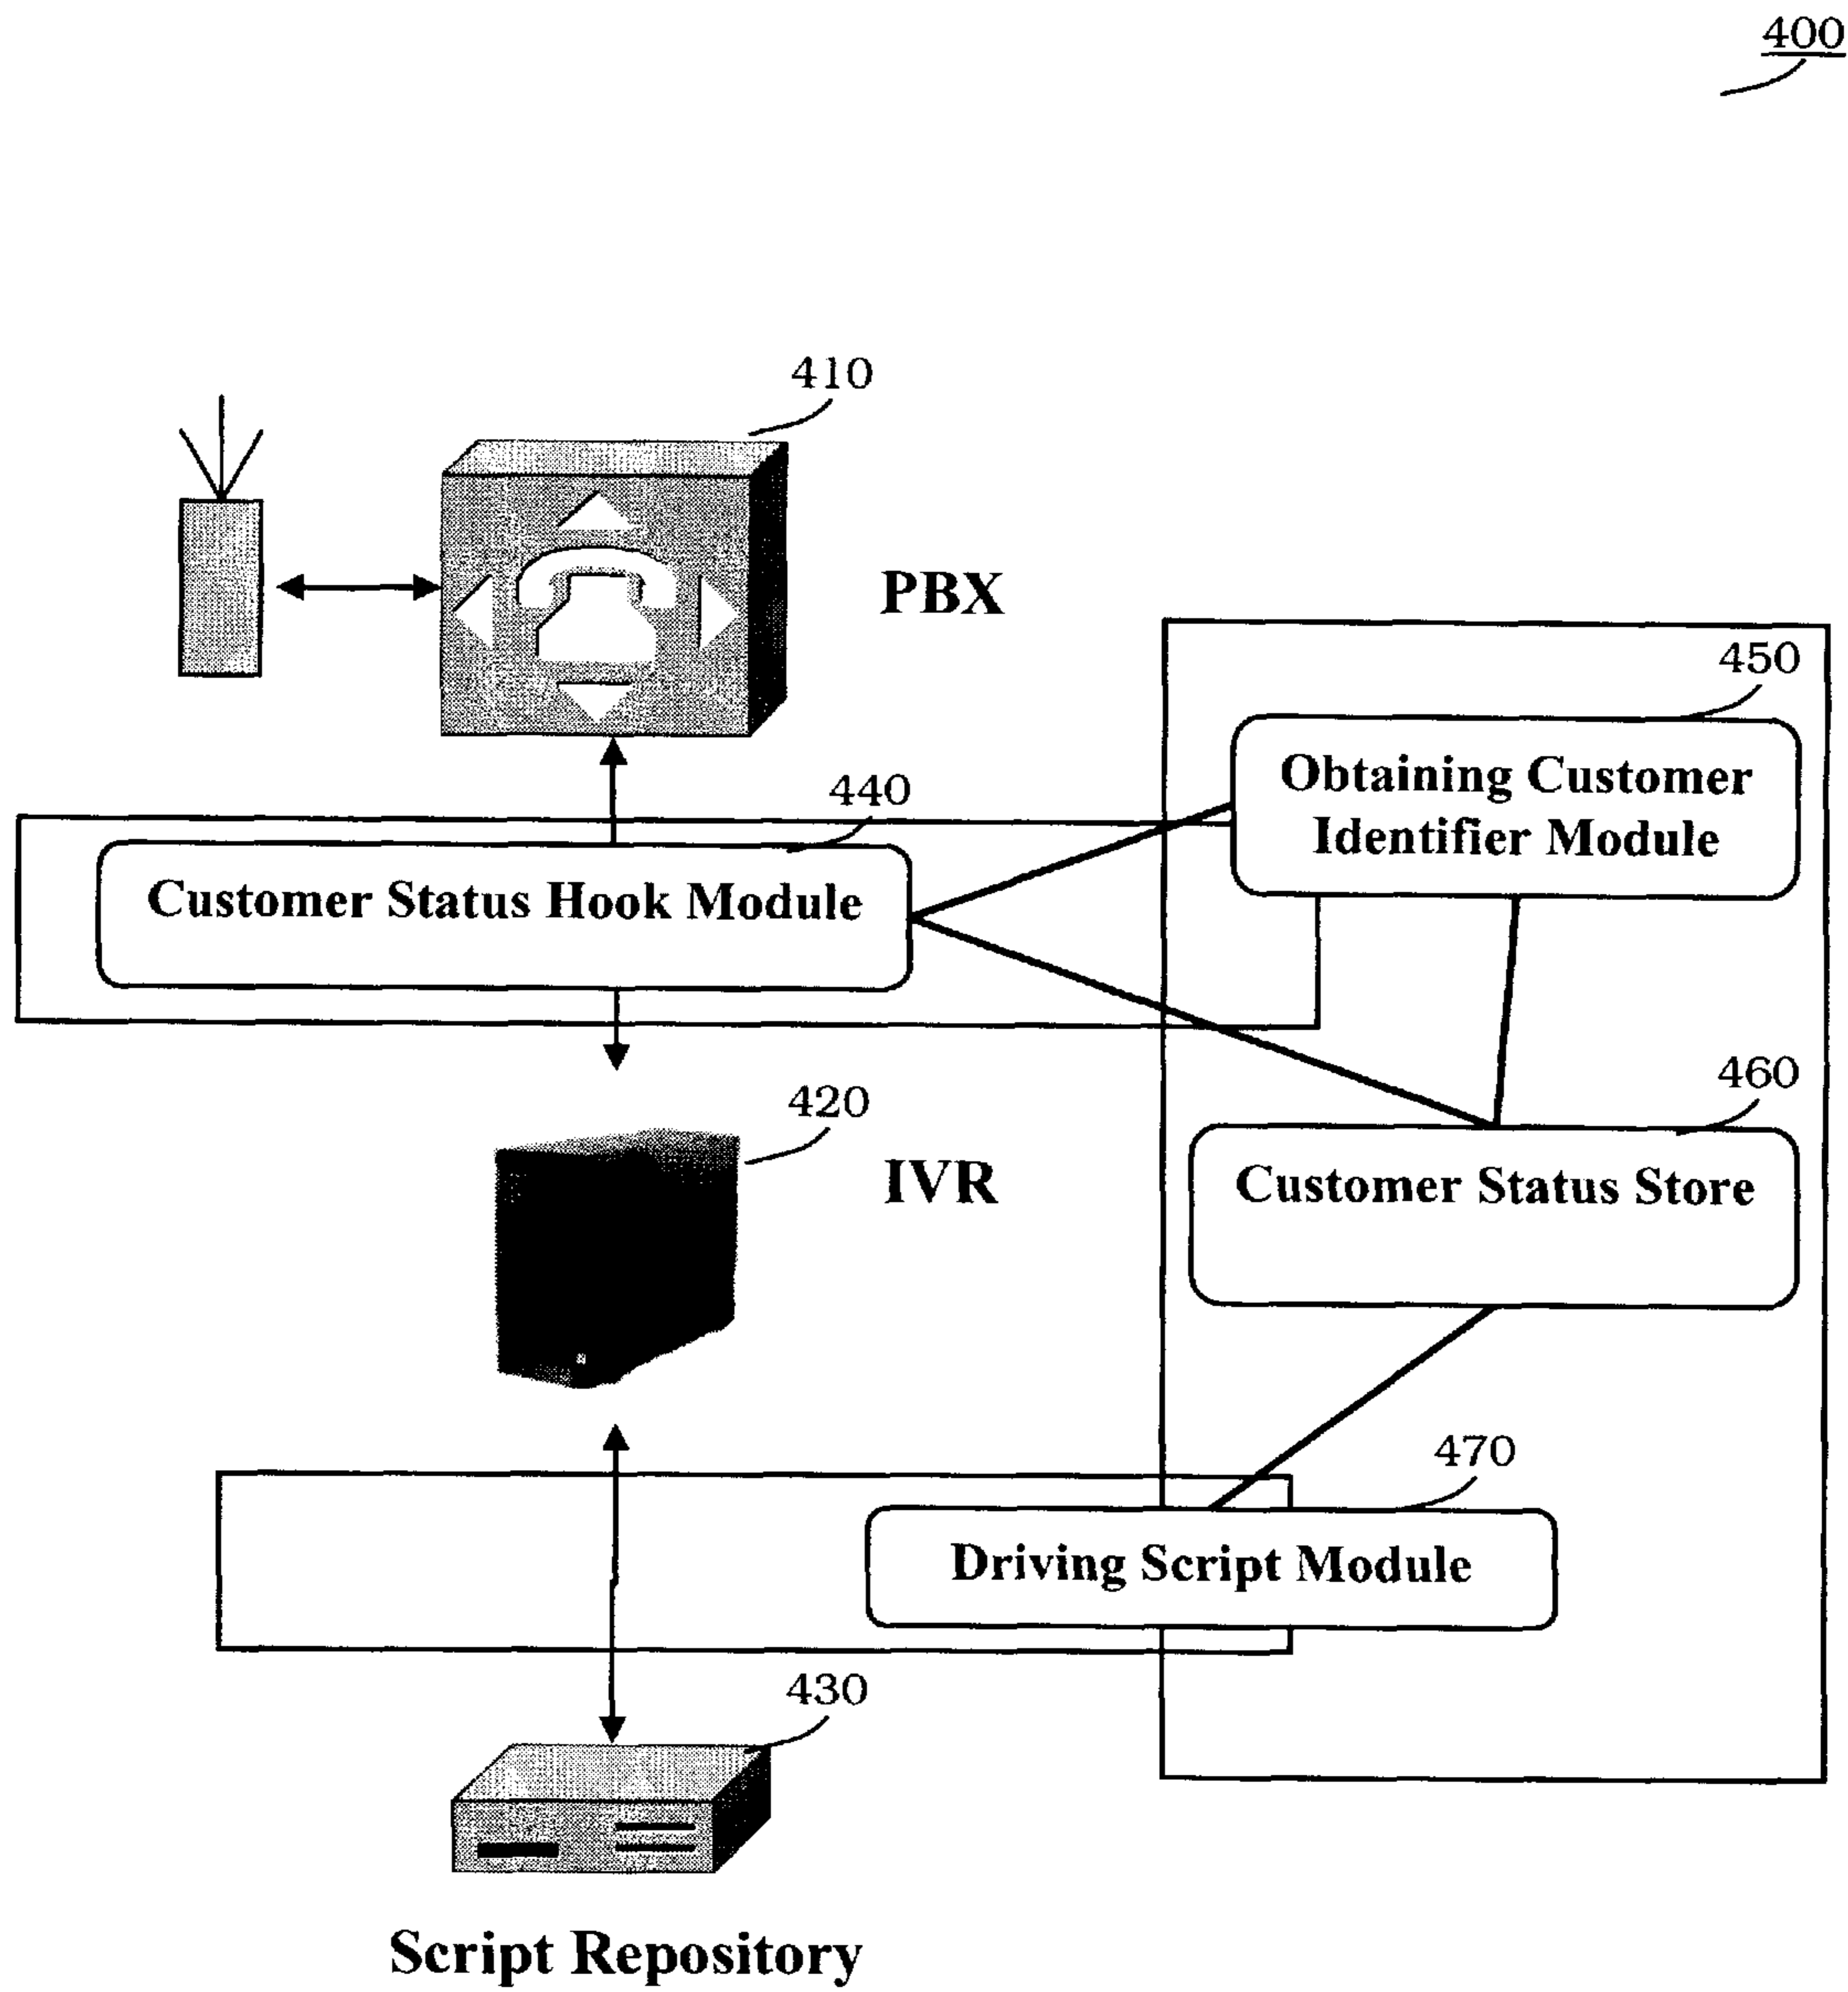 400
410
PBX
450
Obtaining Customer
Identifier Module
440
Customer Status Hook Module
460
420
IVR
Customer Status Store
470
Driving Script Module
430
Script Repository